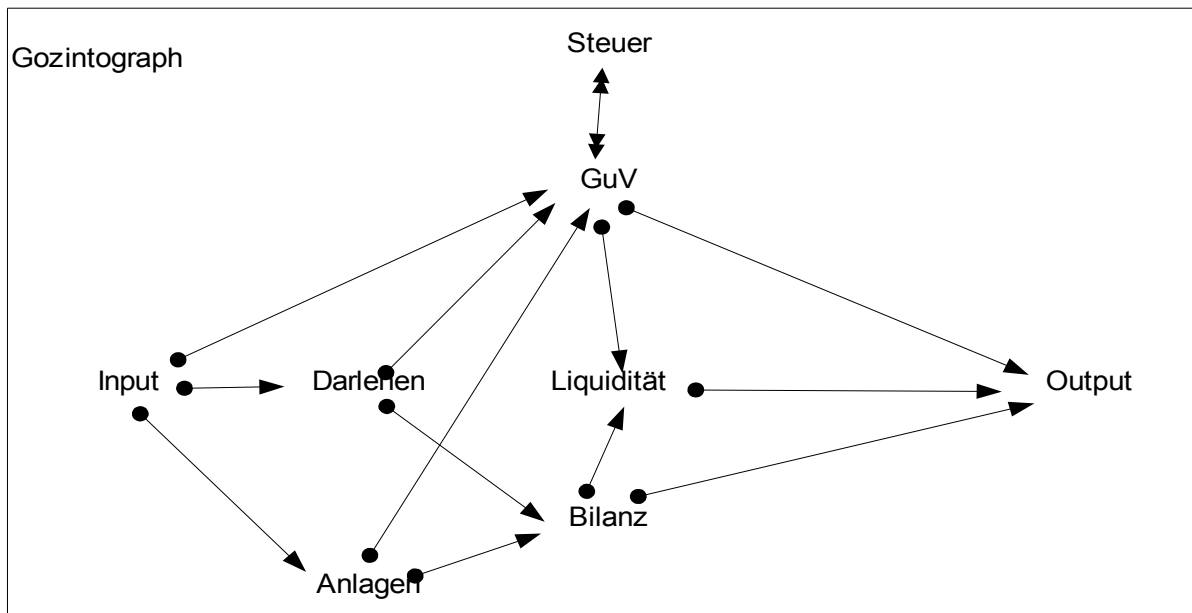 Steuer
Gozintograph
GuV
Input
Darlehen
Liquidität
Output
Bilanz
Anlagen